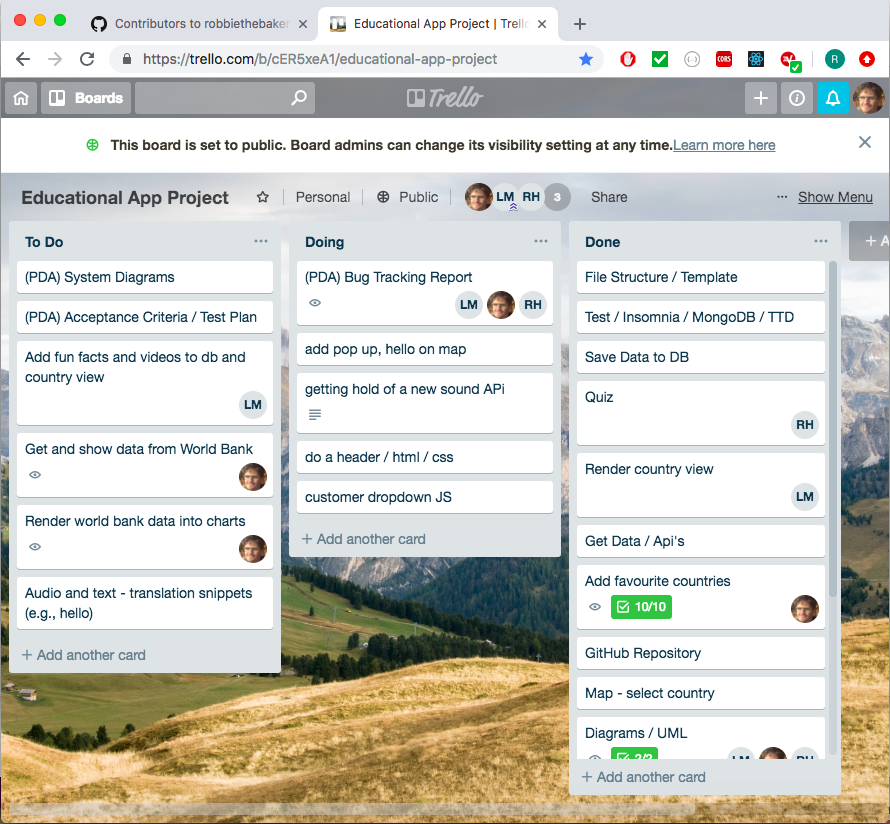 Contributors to robbiethebaker
Educational App Project | Trello
https://trello.com/b/cER5xeA1/educational-app-project
CORS
R
Boards
Trello
This board is set to public. Board admins can change its visibility setting at any time. Learn more here
Educational App Project
Personal
Public
LM
RH
3
Share
Show Menu
To Do
(PDA) System Diagrams
(PDA) Acceptance Criteria / Test Plan
Add fun facts and videos to db and
country view
LM
Get and show data from World Bank
Render world bank data into charts
Audio and text - translation snippets
(e.g., hello)
+ Add another card
Doing
(PDA) Bug Tracking Report
LM
RH
add pop up, hello on map
getting hold of a new sound APi
do a header / html / css
customer dropdown JS
+ Add another card
Done
File Structure / Template
Test / Insomnia / MongoDB / TTD
Save Data to DB
Quiz
RH
Render country view
LM
Get Data / Api's
Add favourite countries
10/10
GitHub Repository
Map - select country
Diagrams / UML
LM
RH
+ Add another card
+ A